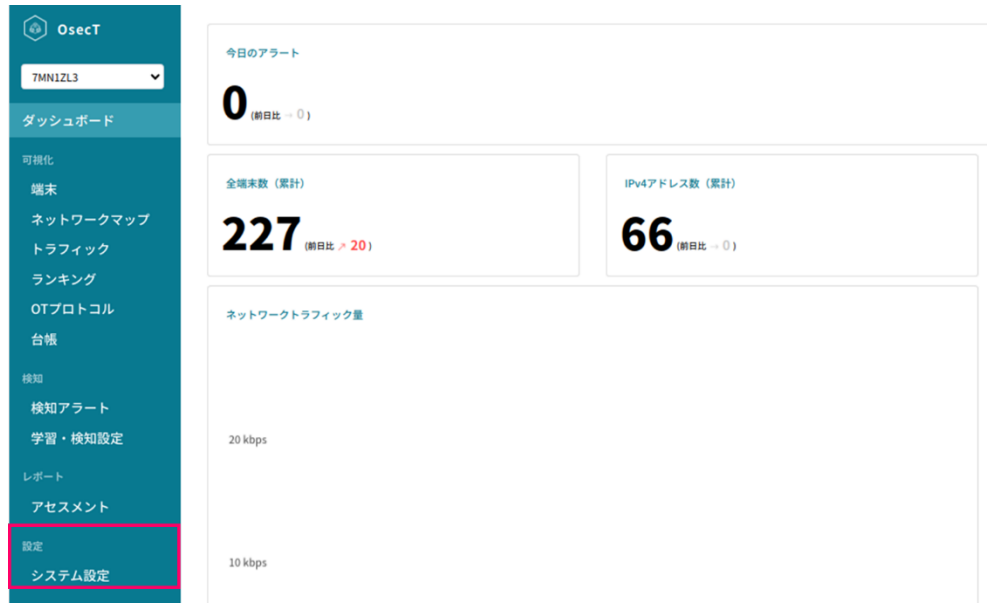 OsecT
7MN1ZL3
ダッシュボード
可視化
端末
ネットワークマップ
トラフィック
ランキング
OTプロトコル
台帳
検知
検知アラート
学習・検知設定
レポート
アセスメント
設定
システム設定
今日のアラート
0 (前日比 → 0 )
全端末数（累計）
227 (前日比 ↗ 20 )
IPv4アドレス数（累計）
66 (前日比 → 0 )
ネットワークトラフィック量
20 kbps
10 kbps